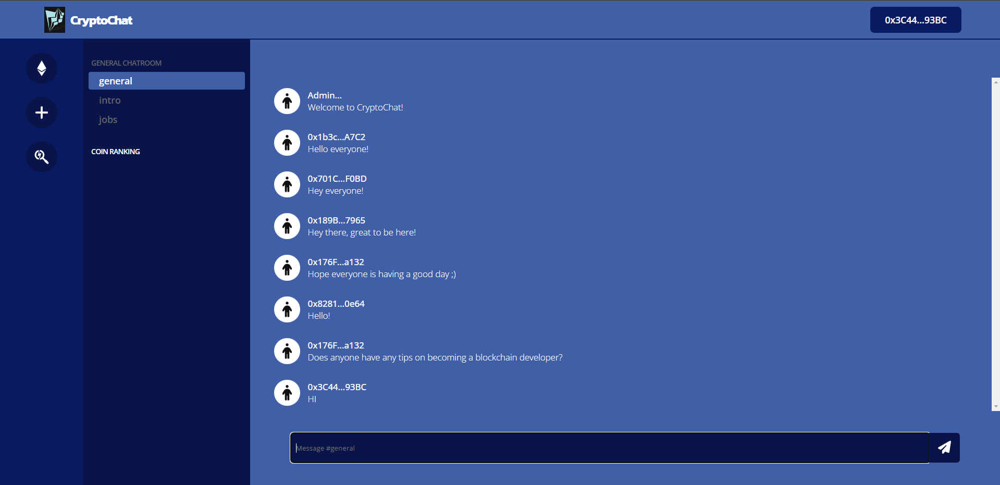 CryptoChat
0x3C44...93BC
GENERAL CHATROOM
general
intro
jobs
COIN RANKING
Admin...
Welcome to CryptoChat!
0x1b3c...A7C2
Hello everyone!
0x701C...F0BD
Hey everyone!
0x189B...7965
Hey there, great to be here!
0x176F...a132
Hope everyone is having a good day ;)
0x8281...0e64
Hello!
0x176F...a132
Does anyone have any tips on becoming a blockchain developer?
0x3C44...93BC
HI
Message #general